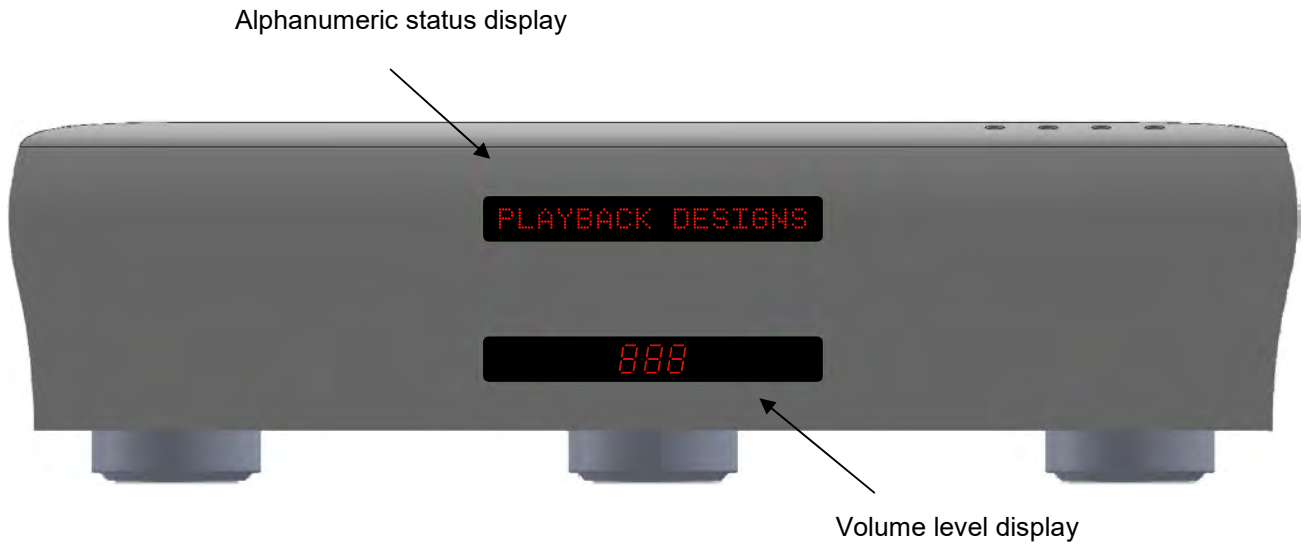 Alphanumeric status display
PLAYBACK DESIGNS
888
Volume level display